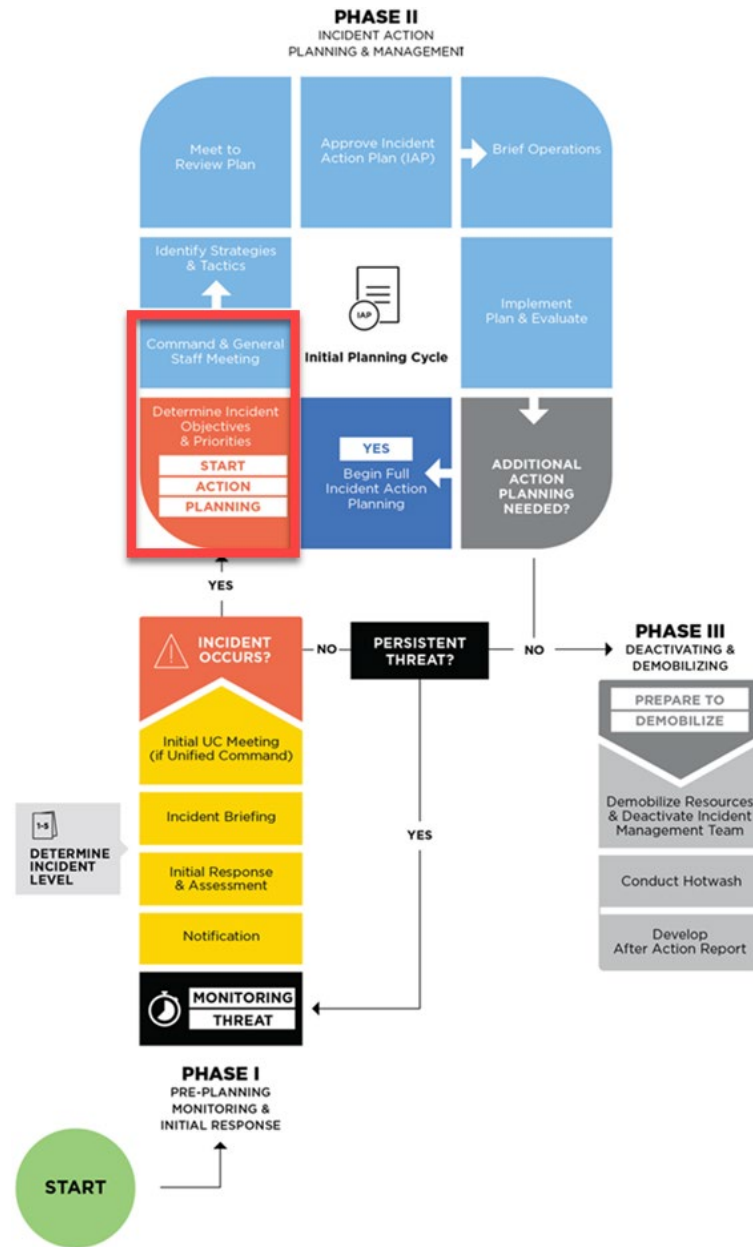 PHASE II
INCIDENT ACTION
PLANNING & MANAGEMENT
Meet to
Review Plan
Approve Incident
Action Plan (IAP)
Brief Operations
Identify Strategies
& Tactics
IAP
Initial Planning Cycle
Implement
Plan & Evaluate
Command & General
Staff Meeting
Determine Incident
Objectives
& Priorities
START
ACTION
PLANNING
YES
Begin Full
Incident Action
Planning
ADDITIONAL
ACTION
PLANNING
NEEDED?
YES
INCIDENT
OCCURS?
NO
PERSISTENT
THREAT?
NO
PHASE III
DEACTIVATING &
DEMOBILIZING
PREPARE TO
DEMOBILIZE
Demobilize Resources
& Deactivate Incident
Management Team
Conduct Hotwash
Develop
After Action Report
Initial UC Meeting
(if Unified Command)
Incident Briefing
1-5
DETERMINE
INCIDENT
LEVEL
Initial Response
& Assessment
Notification
YES
MONITORING
THREAT
PHASE I
PRE-PLANNING
MONITORING &
INITIAL RESPONSE
START